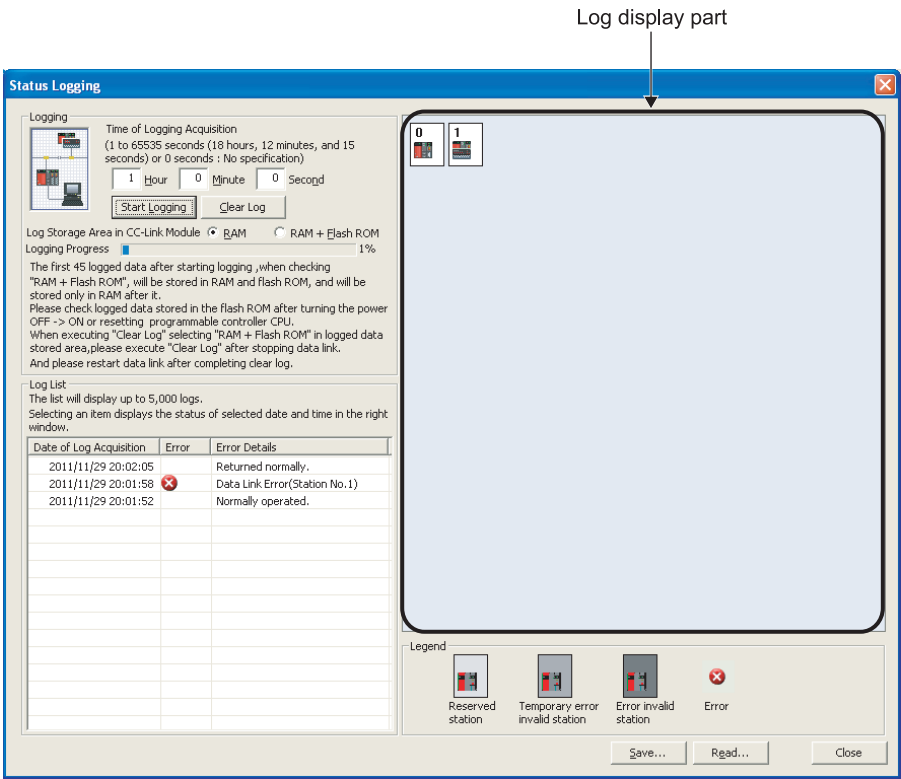 Log display part
Status Logging
Logging
Time of Logging Acquisition
(1 to 65535 seconds (18 hours, 12 minutes, and 15
seconds) or 0 seconds : No specification)
1 Hour 0 Minute 0 Second
Start Logging Clear Log
Log Storage Area in CC-Link Module RAM RAM + Flash ROM
Logging Progress 1%
The first 45 logged data after starting logging ,when checking
"RAM + Flash ROM", will be stored in RAM and flash ROM, and will be
stored only in RAM after it.
Please check logged data stored in the flash ROM after turning the power
OFF -> ON or resetting programmable controller CPU.
When executing "Clear Log" selecting "RAM + Flash ROM" in logged data
stored area,please execute "Clear Log" after stopping data link.
And please restart data link after completing clear log.
Log List
The list will display up to 5,000 logs.
Selecting an item displays the status of selected date and time in the right
window.
Date of Log Acquisition Error Error Details
2011/11/29 20:02:05 Returned normally.
2011/11/29 20:01:58 Data Link Error(Station No.1)
2011/11/29 20:01:52 Normally operated.
0 1
Legend
Reserved
station
Temporary error
invalid station
Error invalid
station
Error
Save... Read... Close